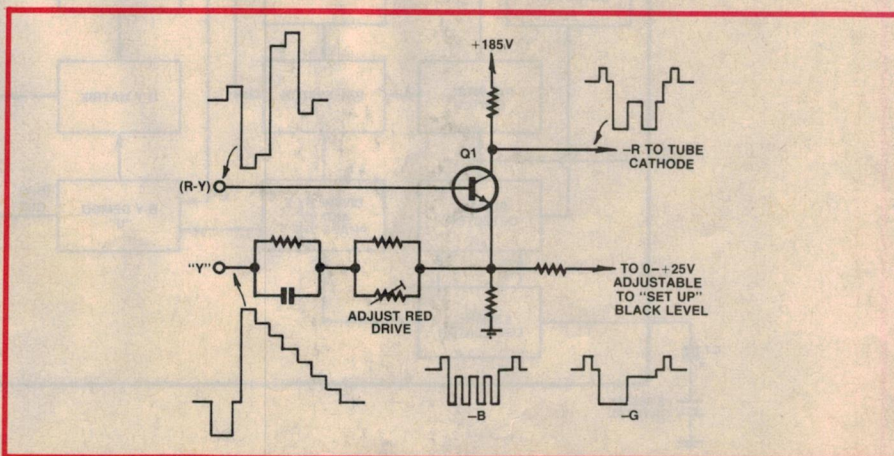 +185V
Q1
–R TO TUBE
CATHODE
(R-Y)
"Y"
ADJUST RED
DRIVE
TO 0–+25V
ADJUSTABLE
TO "SET UP"
BLACK LEVEL
–B
–G